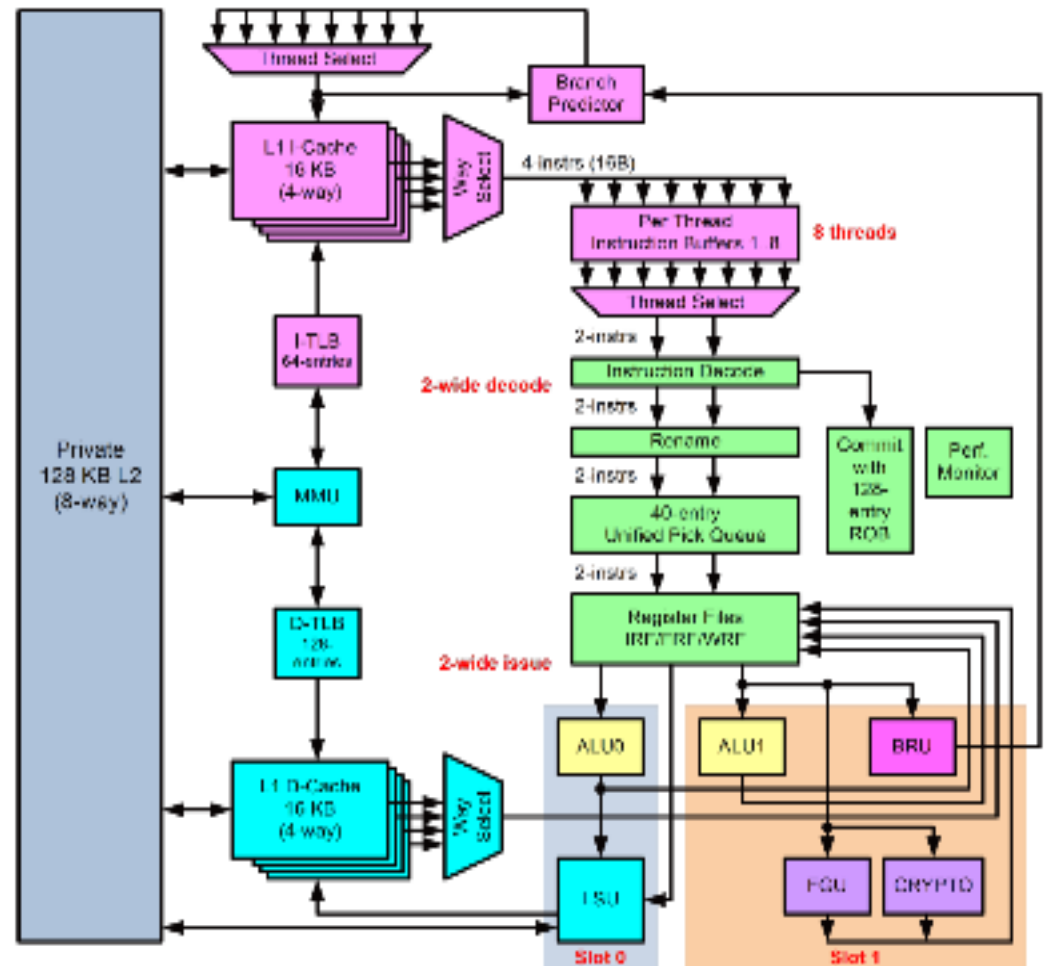 Thread Select
Branch
Predictor
L1 I-Cache
16 KB
(4-way)
Way
Select
4-instrs (16B)
Per Thread
Instruction Buffers 1-8
8 threads
Thread Select
I-TLB
64-entries
2-instrs
Instruction Decode
2-wide decode
2-instrs
Rename
Private
128 KB L2
(8-way)
Commit
with
128-
entry
ROB
Perf.
Monitor
2-instrs
MMU
40-entry
Unified Pick Queue
2-instrs
D-TLB
128-
entries
Register Files
IRF/FRF/WRF
2-wide issue
ALU0
ALU1
BRU
L1 D-Cache
16 KB
(4-way)
Way
Select
LSU
FGU
CRYPTO
Slot 0
Slot 1